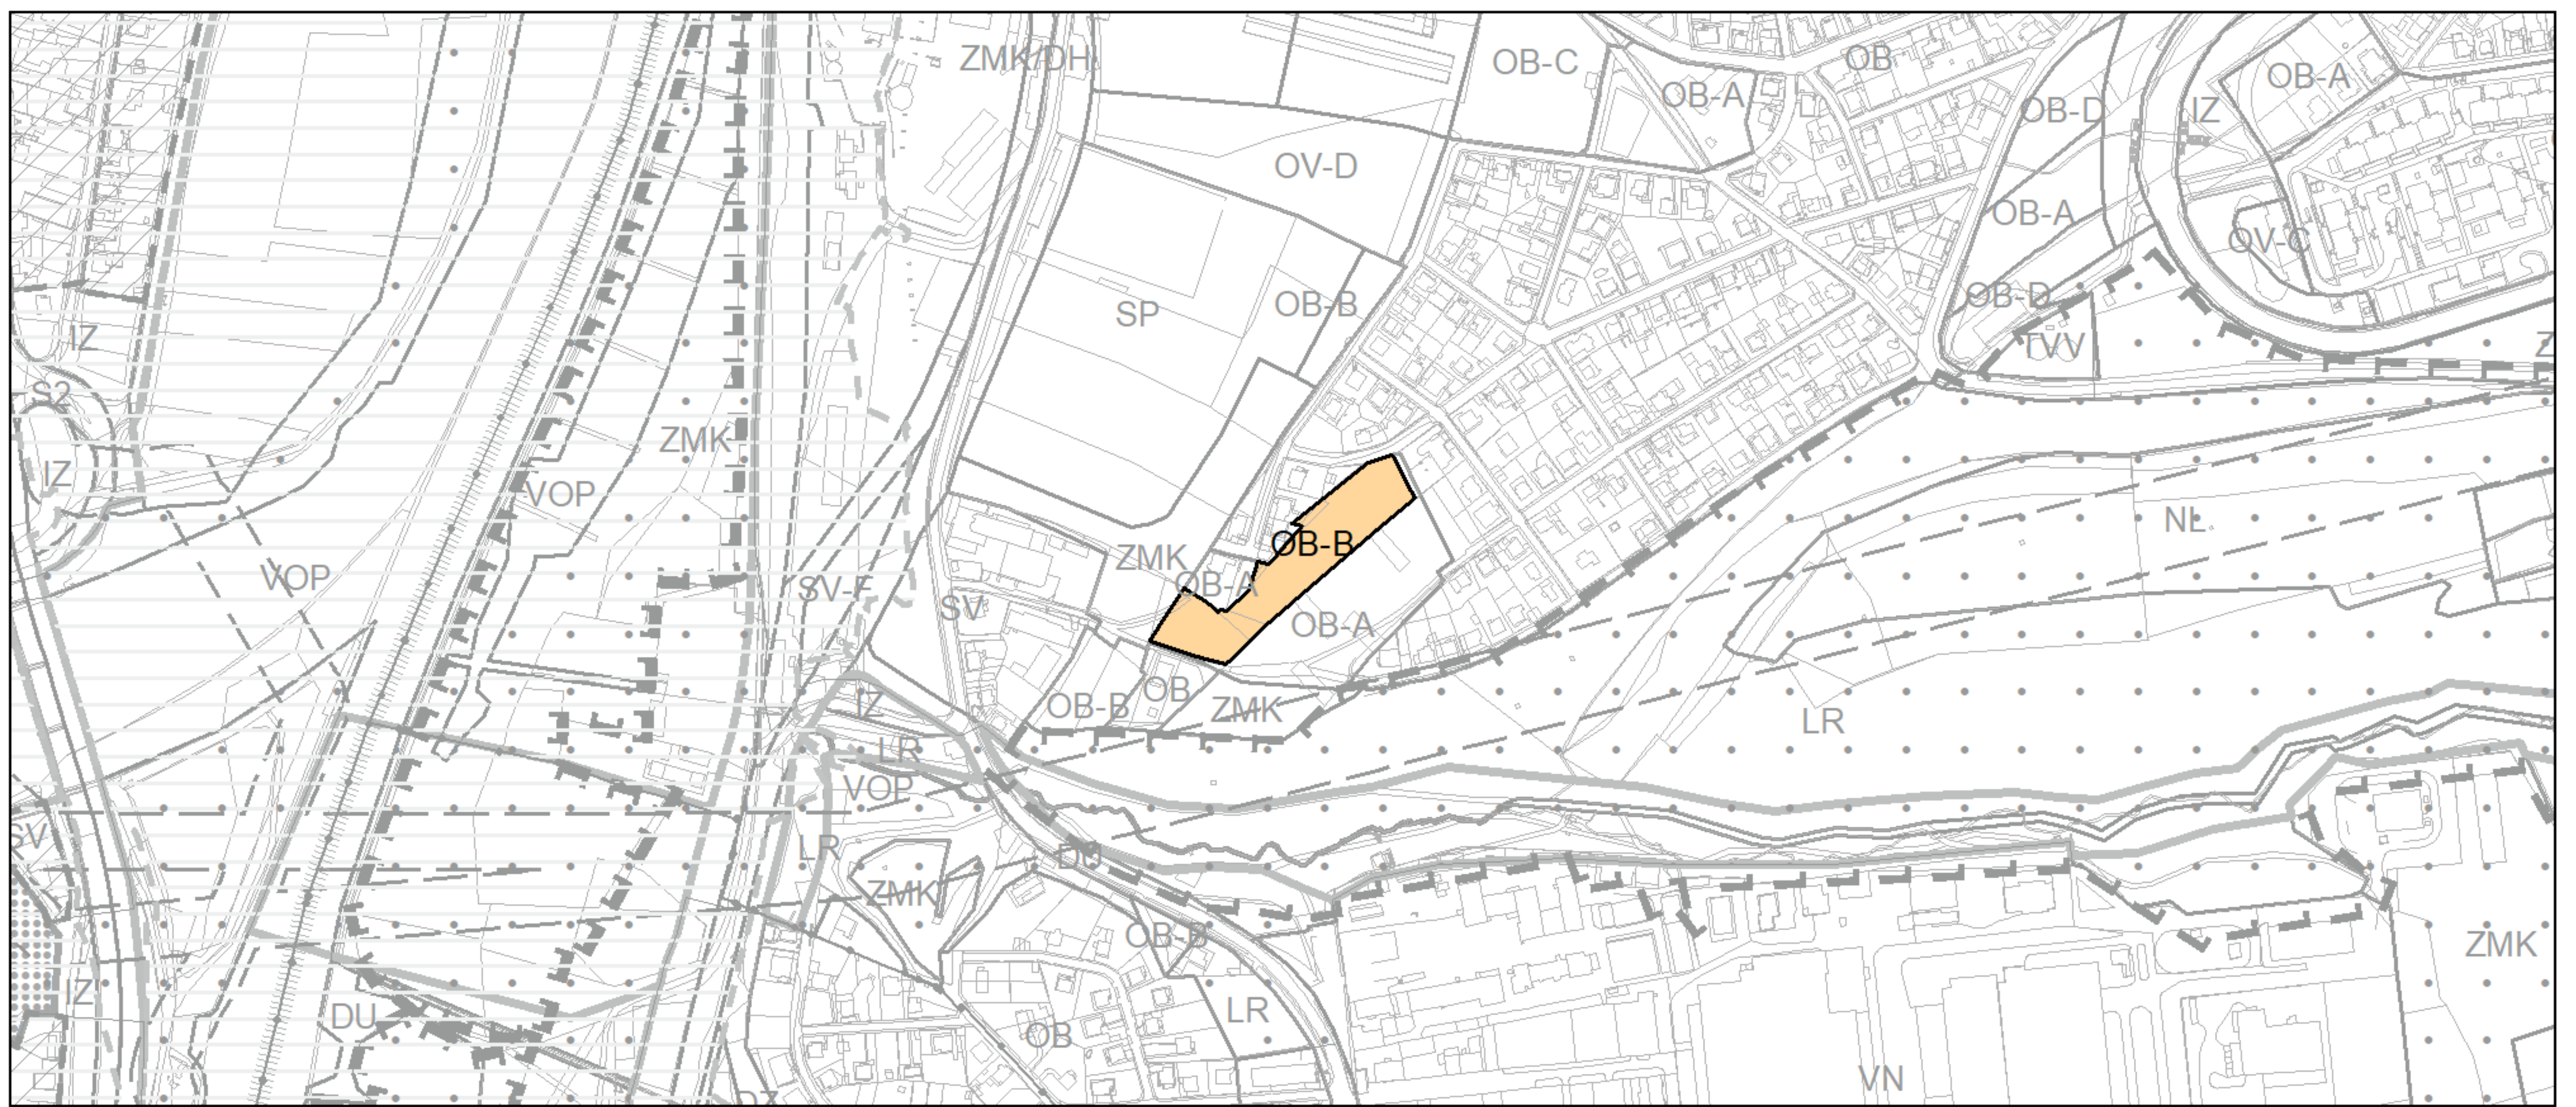 ZMK/DH
OB-C
OB
OB-A
OB-A
OB-D
IZ
OV-D
OB-A
OV-C
OB-D
SP
OB-B
IZ
TVV
Z
S2
ZMK
IZ
VOP
NL
OB-B
ZMK
VOP
OB-A
SV-F
SV
OB-A
OB
OB-B
IZ
ZMK
LR
LR
VOP
SV
LR
DU
ZMK
OB-B
ZMK
IZ
LR
DU
OB
VN
DZ